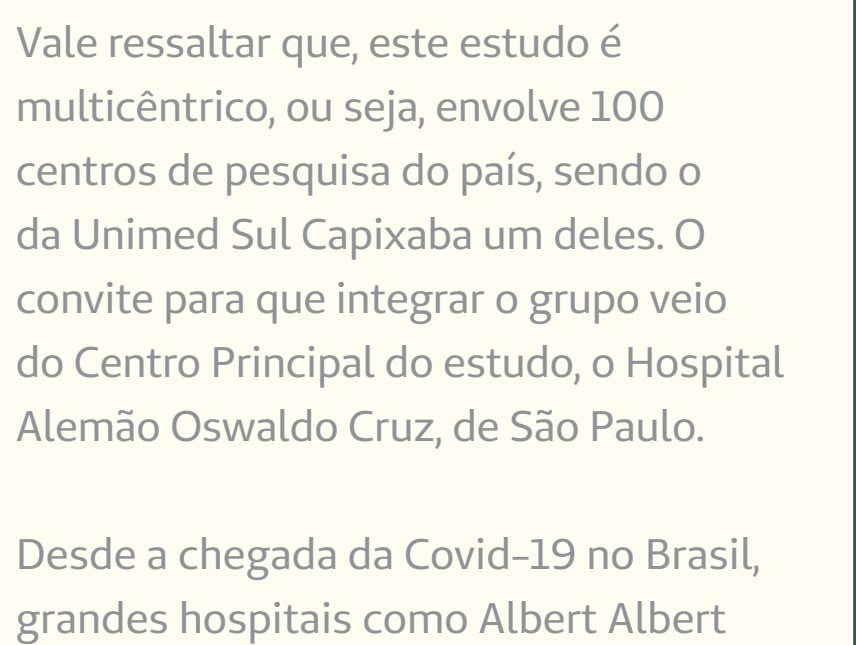 Vale ressaltar que, este estudo é
multicêntrico, ou seja, envolve 100
centros de pesquisa do país, sendo o
da Unimed Sul Capixaba um deles. O
convite para que integrar o grupo veio
do Centro Principal do estudo, o Hospital
Alemão Oswaldo Cruz, de São Paulo.

Desde a chegada da Covid-19 no Brasil,
grandes hospitais como Albert Albert